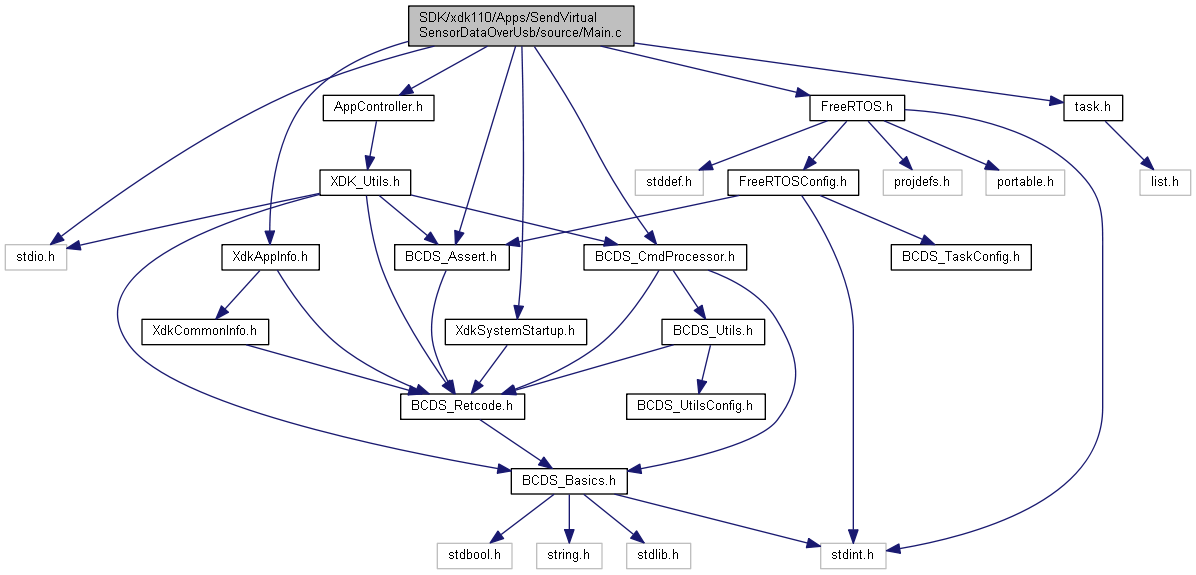 SDK/xdk110/Apps/SendVirtual
SensorDataOverUsb/source/Main.c
AppController.h
FreeRTOS.h
task.h
XDK_Utils.h
stddef.h
FreeRTOSConfig.h
projdefs.h
portable.h
list.h
stdio.h
XdkAppInfo.h
BCDS_Assert.h
BCDS_CmdProcessor.h
BCDS_TaskConfig.h
XdkCommonInfo.h
XdkSystemStartup.h
BCDS_Utils.h
BCDS_Retcode.h
BCDS_UtilsConfig.h
BCDS_Basics.h
stdbool.h
string.h
stdlib.h
stdint.h